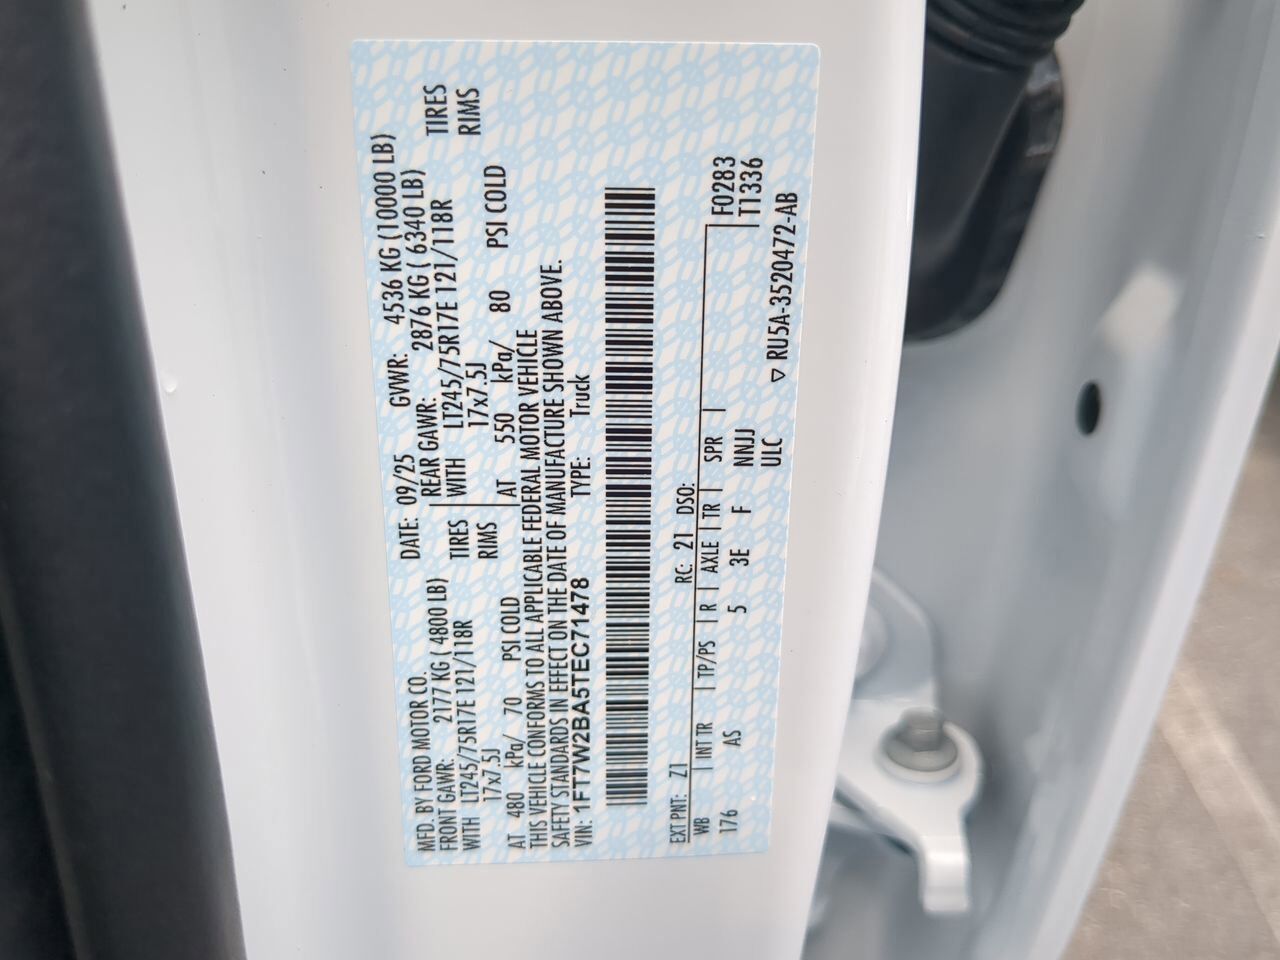 MFD. BY FORD MOTOR CO.
DATE: 09/25 GVWR: 4536 KG (10000 LB)
FRONT GAWR: 2177 KG ( 4800 LB) REAR GAWR: 2876 KG ( 6340 LB)
WITH LT245/75R17E 121/118R TIRES WITH LT245/75R17E 121/118R TIRES
17x7.5J RIMS 17x7.5J RIMS
AT 480 kPa/ 70 PSI COLD AT 550 kPa/ 80 PSI COLD
THIS VEHICLE CONFORMS TO ALL APPLICABLE FEDERAL MOTOR VEHICLE
SAFETY STANDARDS IN EFFECT ON THE DATE OF MANUFACTURE SHOWN ABOVE.
VIN: 1FT7W2BA5TEC71478 TYPE: Truck
EXT PNT: Z1 RC: 21 DSO:
WB | INT TR | TP/PS | R | AXLE | TR | SPR | F0283
176 AS 5 3E F NNJJ T1336
ULC
▽ RU5A-3520472-AB